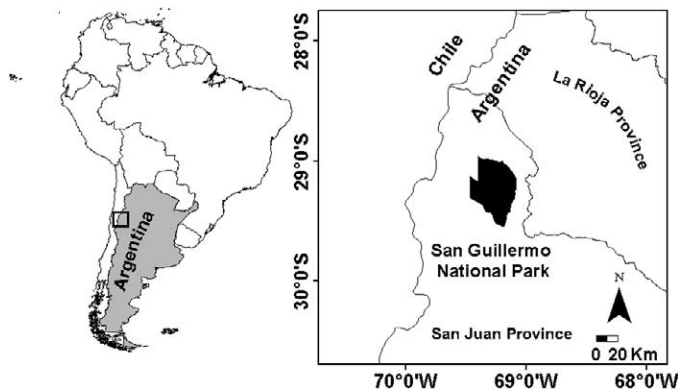 Argentina
28°0'S
29°0'S
30°0'S
Chile
Argentina
La Rioja Province
San Guillermo
National Park
N
San Juan Province
0 20 Km
70°0'W
69°0'W
68°0'W